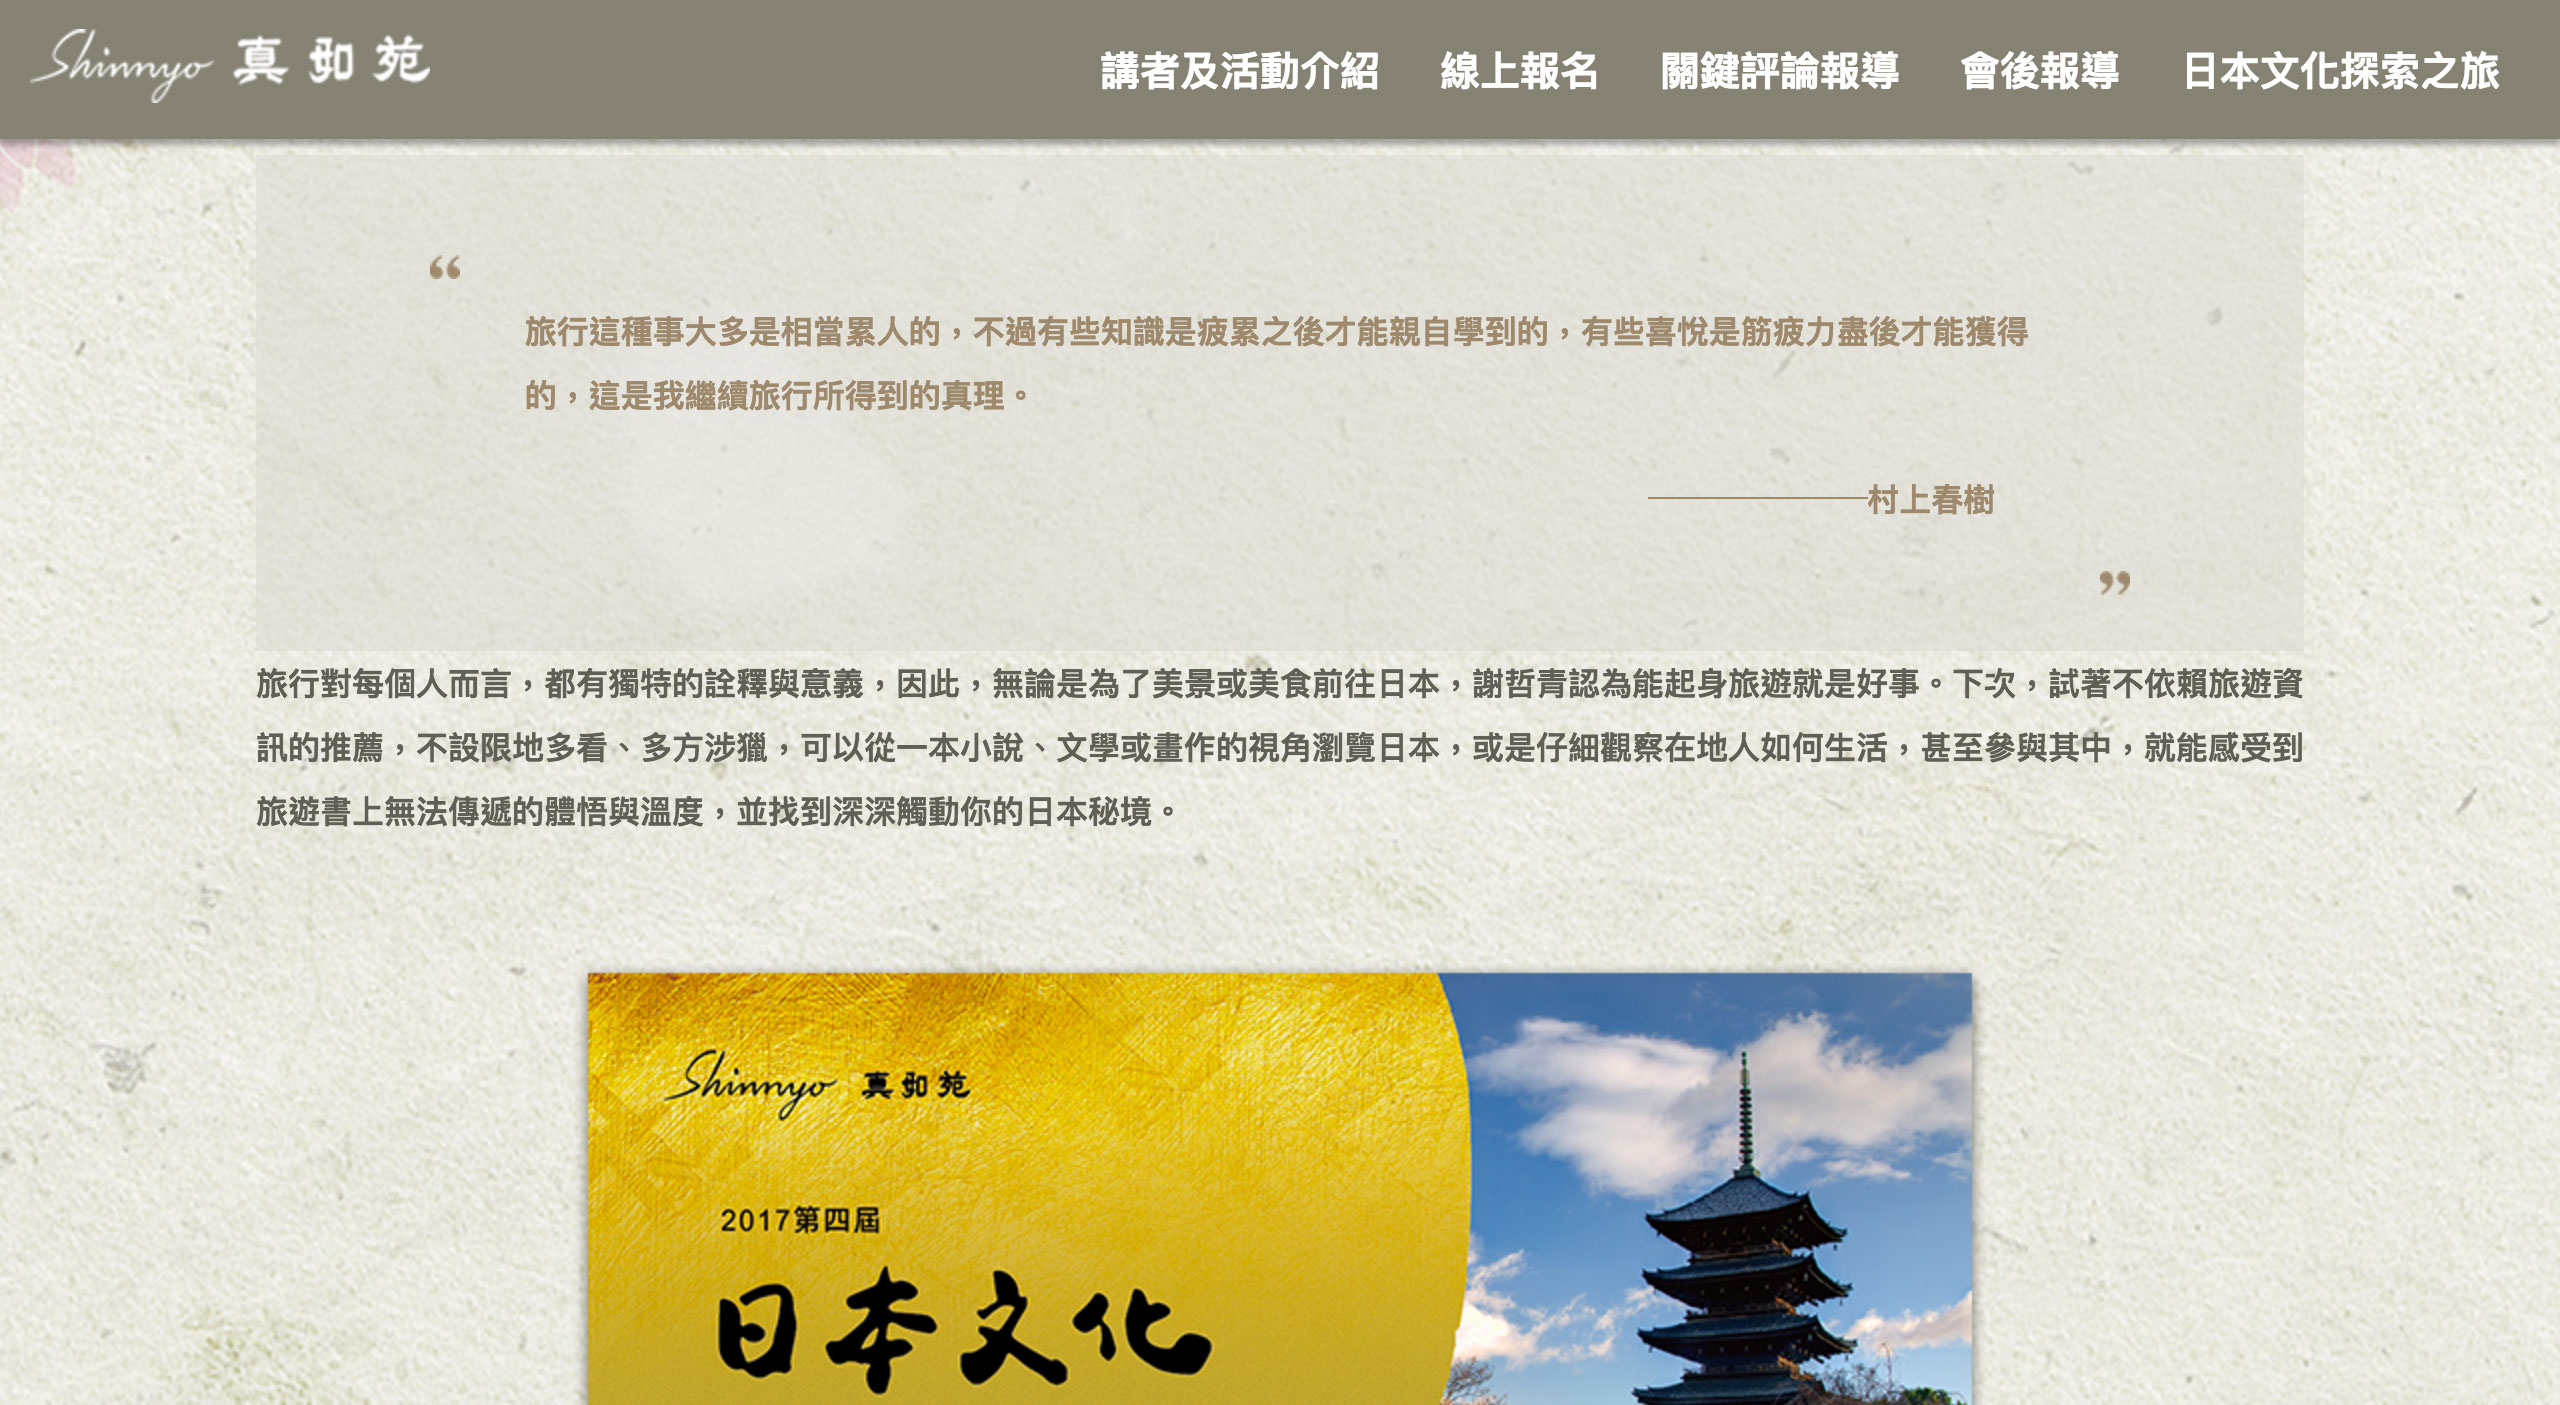 Shinnyo 真如苑
講者及活動介紹 線上報名 關鍵評論報導 會後報導 日本文化探索之旅
“
旅行這種事大多是相當累人的，不過有些知識是疲累之後才能親自學到的，有些喜悅是筋疲力盡後才能獲得
的，這是我繼續旅行所得到的真理。
村上春樹
”
旅行對每個人而言，都有獨特的詮釋與意義，因此，無論是為了美景或美食前往日本，謝哲青認為能起身旅遊就是好事。下次，試著不依賴旅遊資
訊的推薦，不設限地多看、多方涉獵，可以從一本小說、文學或畫作的視角瀏覽日本，或是仔細觀察在地人如何生活，甚至參與其中，就能感受到
旅遊書上無法傳遞的體悟與溫度，並找到深深觸動你的日本秘境。
Shinnyo 真如苑
2017第四屆
日本文化